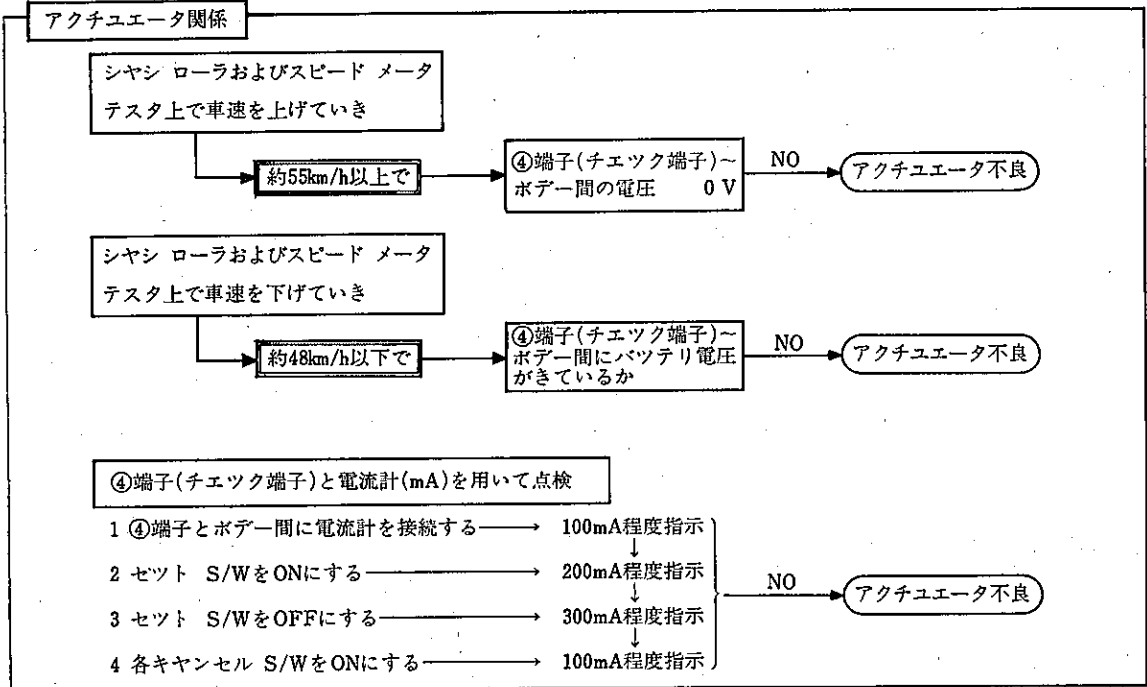 アクチユエータ関係
シヤシ ローラおよびスピード メータ
テスタ上で車速を上げていき
約55km/h以上で
④端子(チエツク端子)~
ボデー間の電圧 0 V
NO
アクチユエータ不良
シヤシ ローラおよびスピード メータ
テスタ上で車速を下げていき
約48km/h以下で
④端子(チエツク端子)~
ボデー間にバツテリ電圧
がきているか
NO
アクチユエータ不良
④端子(チエツク端子)と電流計(mA)を用いて点検
1 ④端子とボデー間に電流計を接続する → 100mA程度指示
↓
2 セツト S/WをONにする → 200mA程度指示
↓
3 セツト S/WをOFFにする → 300mA程度指示
↓
4 各キヤンセル S/WをONにする → 100mA程度指示
NO
アクチユエータ不良